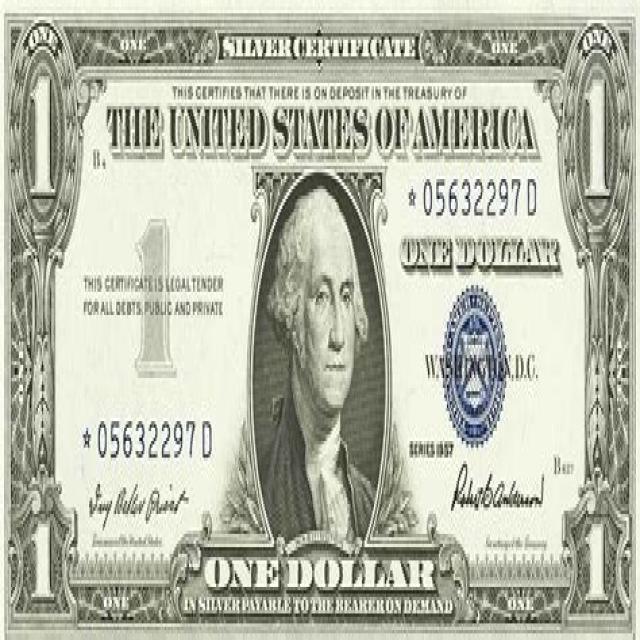 ONE ONE SILVER CERTIFICATE ONE ONE
THIS CERTIFIES THAT THERE IS ON DEPOSIT IN THE TREASURY OF
1 THE UNITED STATES OF AMERICA 1
B
* 05632297 D
ONE DOLLAR
1
THIS CERTIFICATE IS LEGAL TENDER
FOR ALL DEBTS, PUBLIC AND PRIVATE
WASHINGTON, D.C.
* 05632297 D
SERIES 1957
B
Ivy Baker Priest
Robert B Anderson
Treasurer of the United States
Secretary of the Treasury
1 ONE DOLLAR 1
ONE IN SILVER PAYABLE TO THE BEARER ON DEMAND ONE